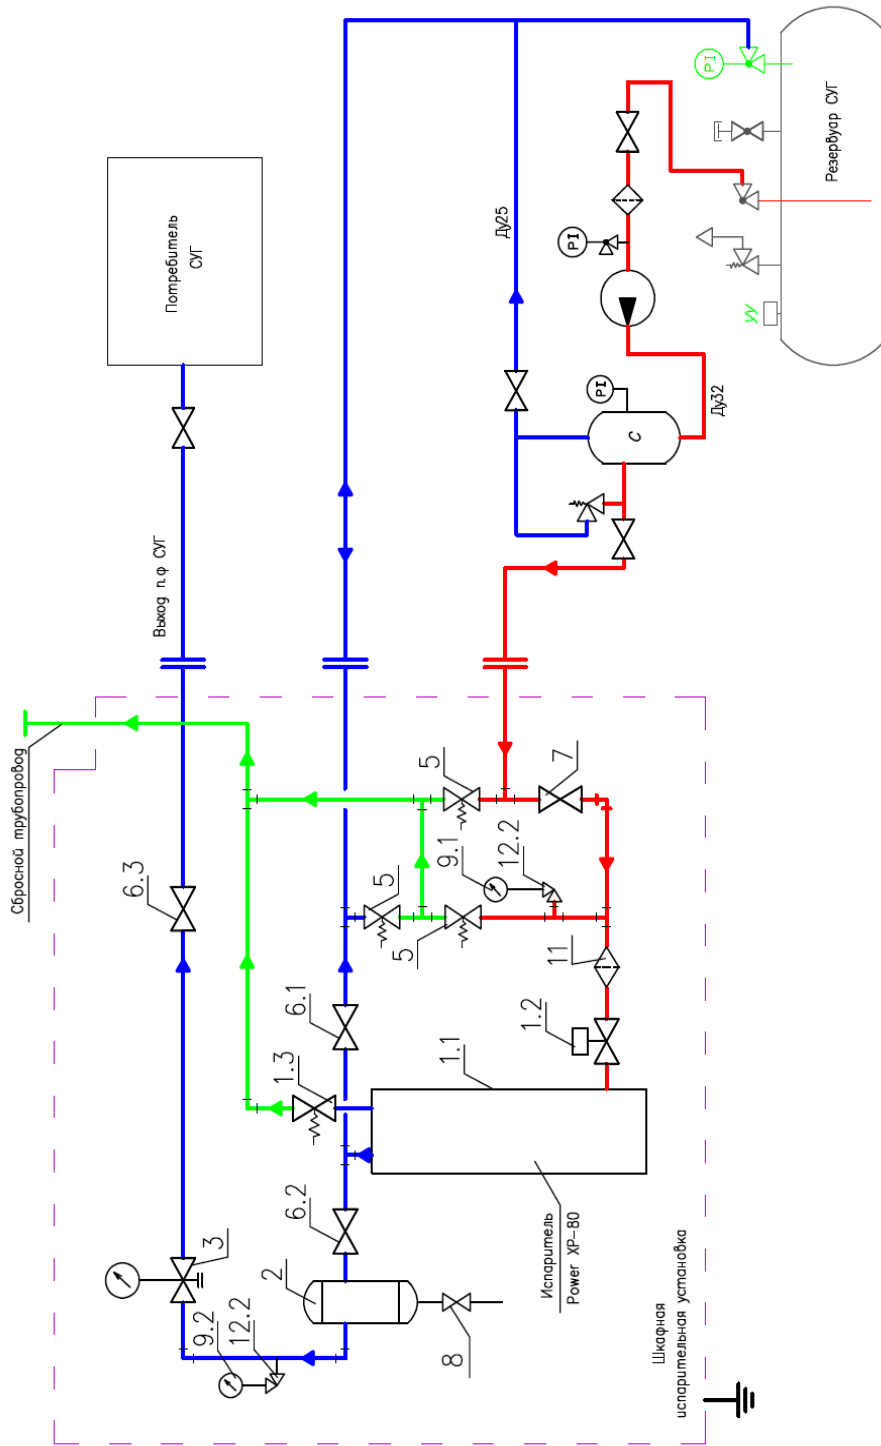 Сбросной трубопровод
Потребитель
СУГ
Выход п.ф СУГ
Ду25
Ду32
PI
PI
PI
С
УУ
Резервуар СУГ
6.3
5
5
5
7
9.1
12.2
11
1.2
6.1
1.3
1.1
6.2
3
2
9.2
12.2
8
Испаритель
Power XP-80
Шкафная
испарительная установка